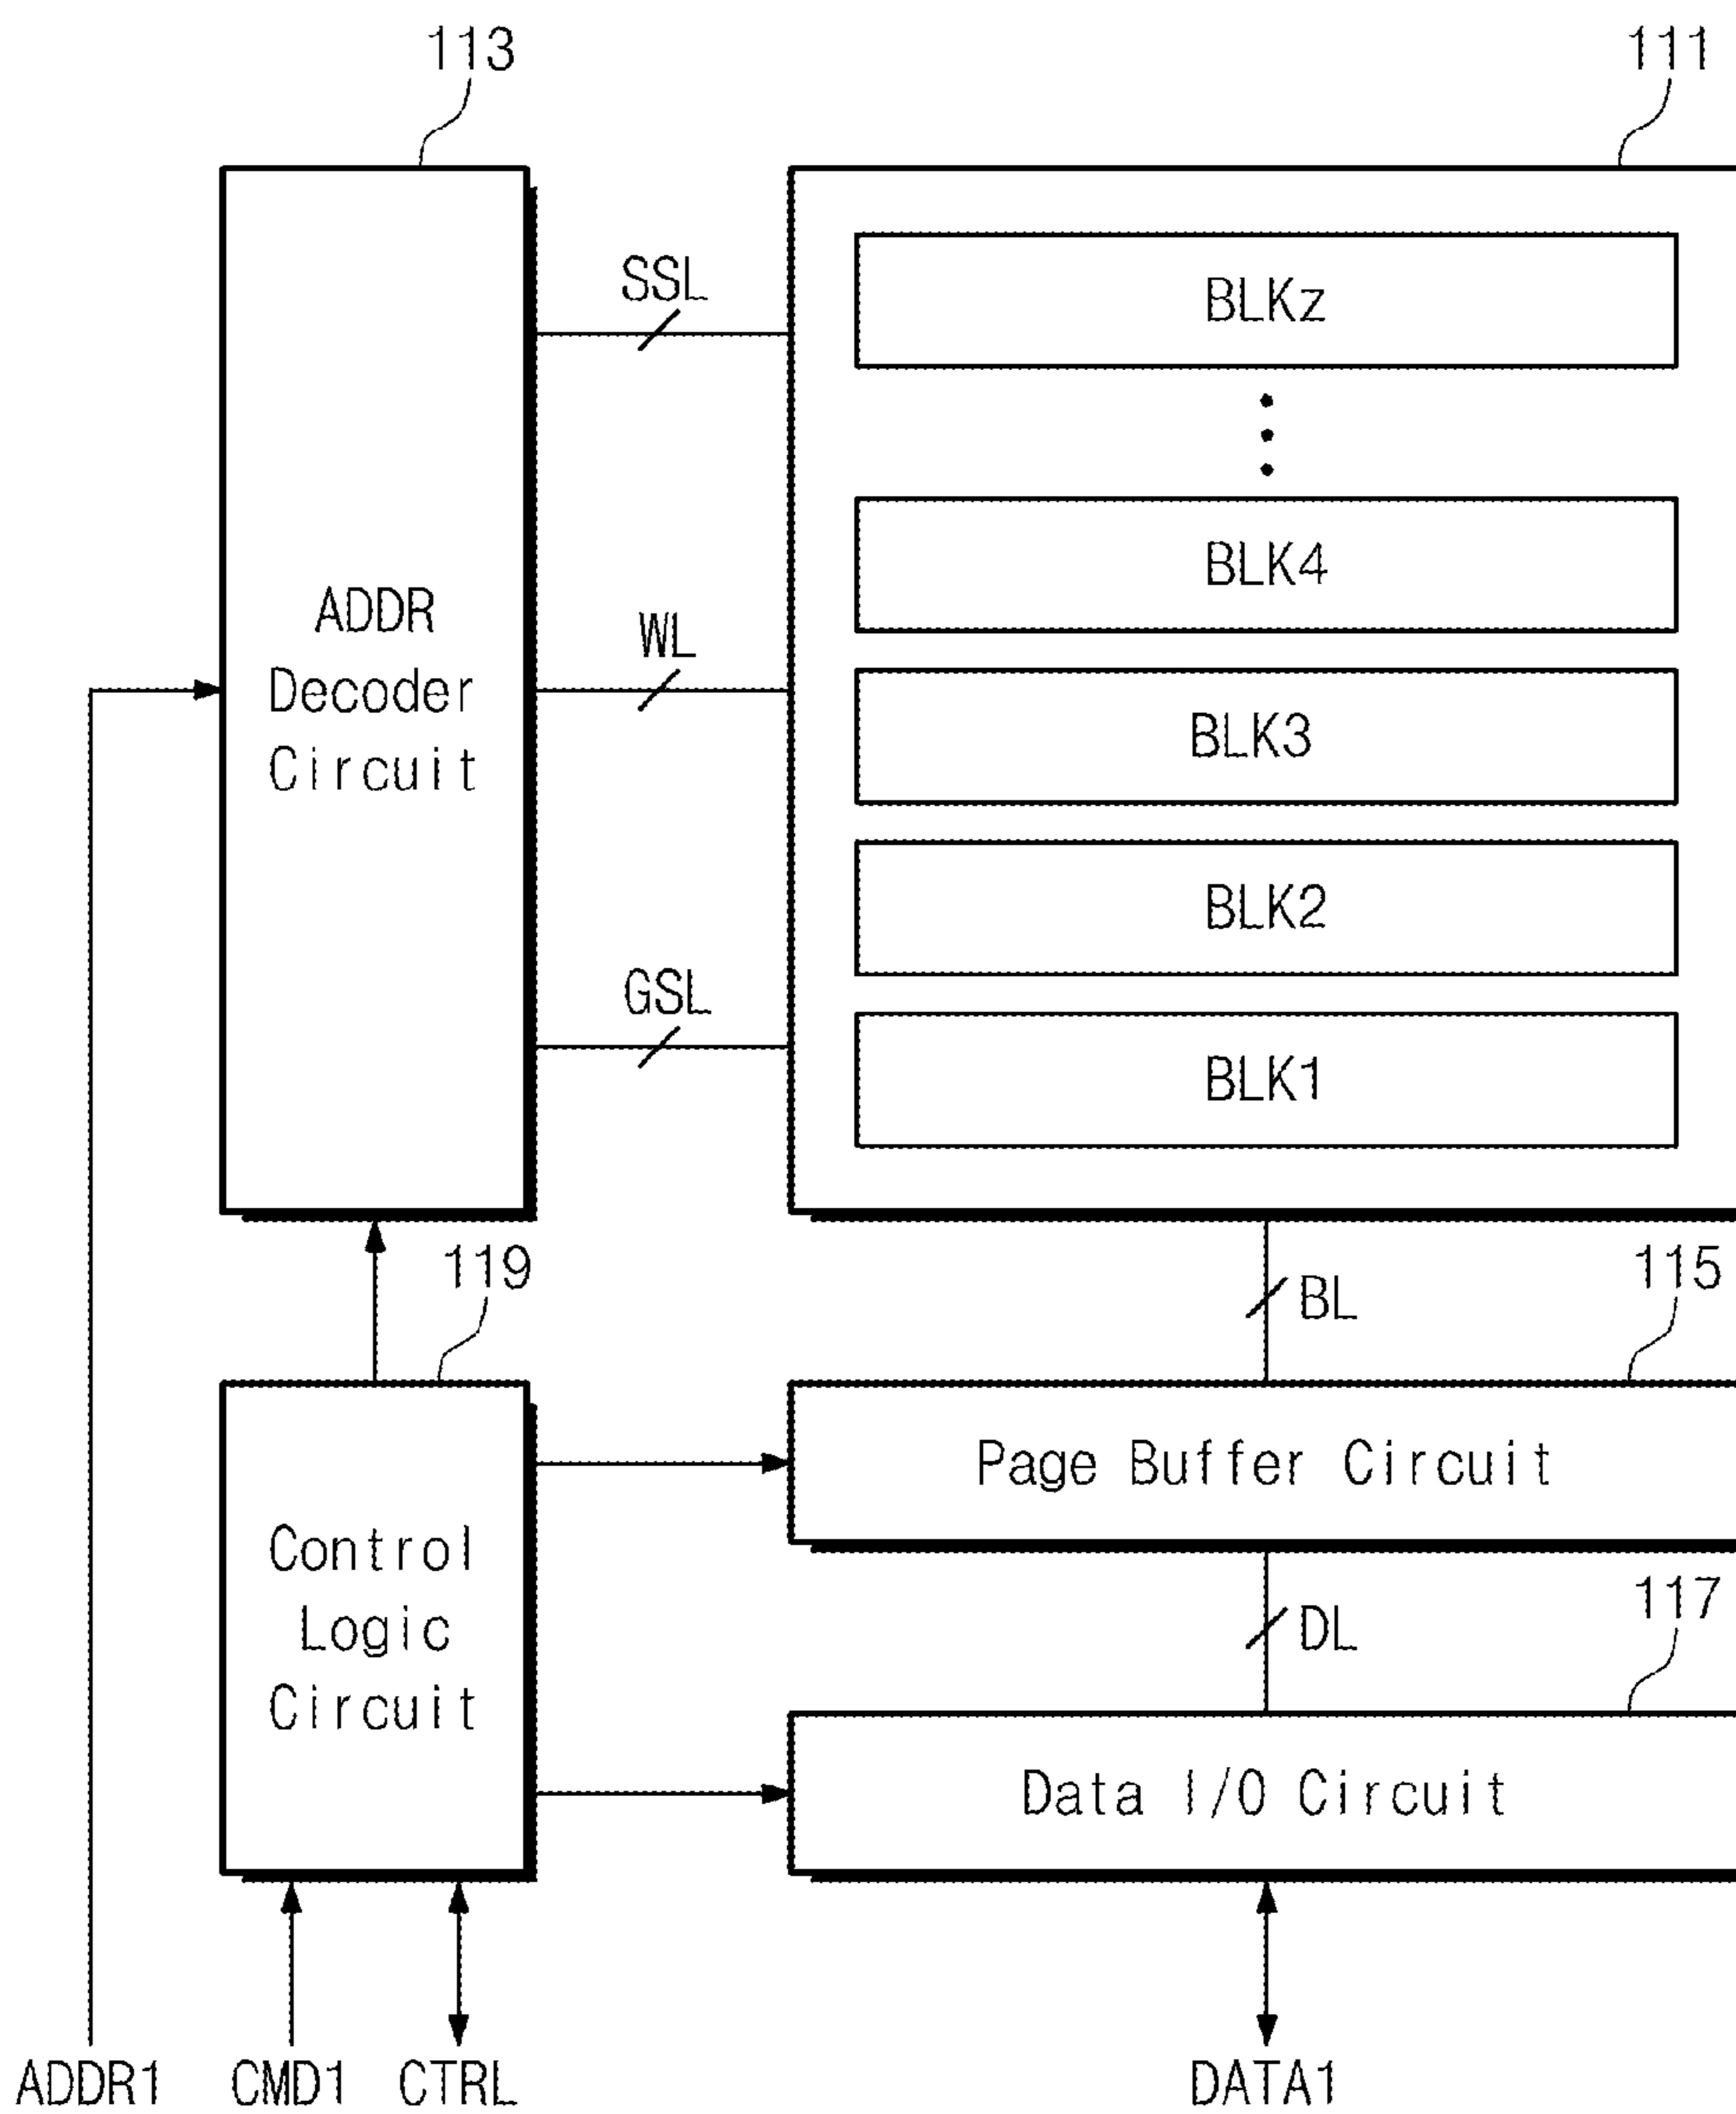 113
111
SSL
BLKz
BLK4
ADDR
Decoder
Circuit
WL
BLK3
BLK2
GSL
BLK1
119
BL
115
Page Buffer Circuit
Control
Logic
Circuit
DL
117
Data I/O Circuit
ADDR1
CMD1
CTRL
DATA1